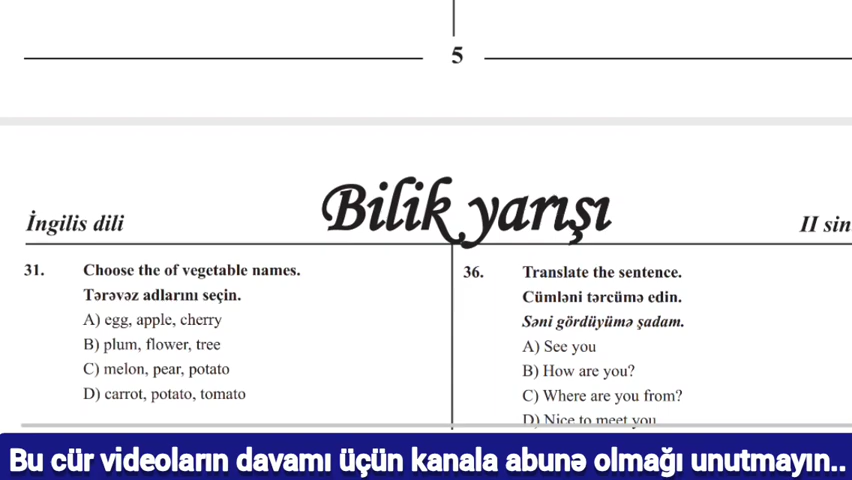 5
Bilik yarışı
İngilis dili
II sin
31. Choose the of vegetable names.
Tərəvəz adlarını seçin.
A) egg, apple, cherry
B) plum, flower, tree
C) melon, pear, potato
D) carrot, potato, tomato
36. Translate the sentence.
Cümləni tərcümə edin.
Səni gördüyümə şadam.
A) See you
B) How are you?
C) Where are you from?
D) Nice to meet you
Bu cür videoların davamı üçün kanala abunə olmağı unutmayın..